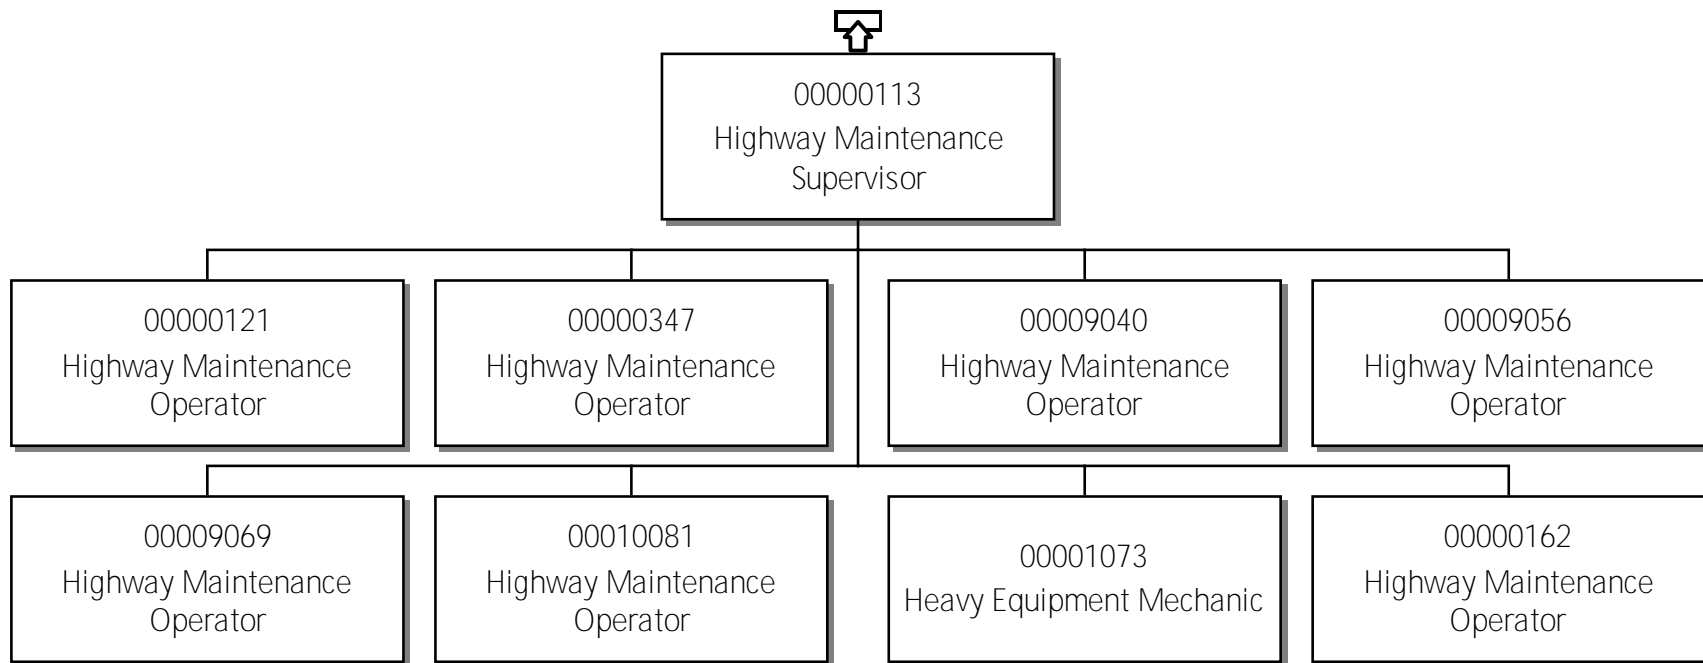 00000113
Highway Maintenance
Supervisor
00000121
Highway Maintenance
Operator
00000347
Highway Maintenance
Operator
00009040
Highway Maintenance
Operator
00009056
Highway Maintenance
Operator
00009069
Highway Maintenance
Operator
00010081
Highway Maintenance
Operator
00001073
Heavy Equipment Mechanic
00000162
Highway Maintenance
Operator